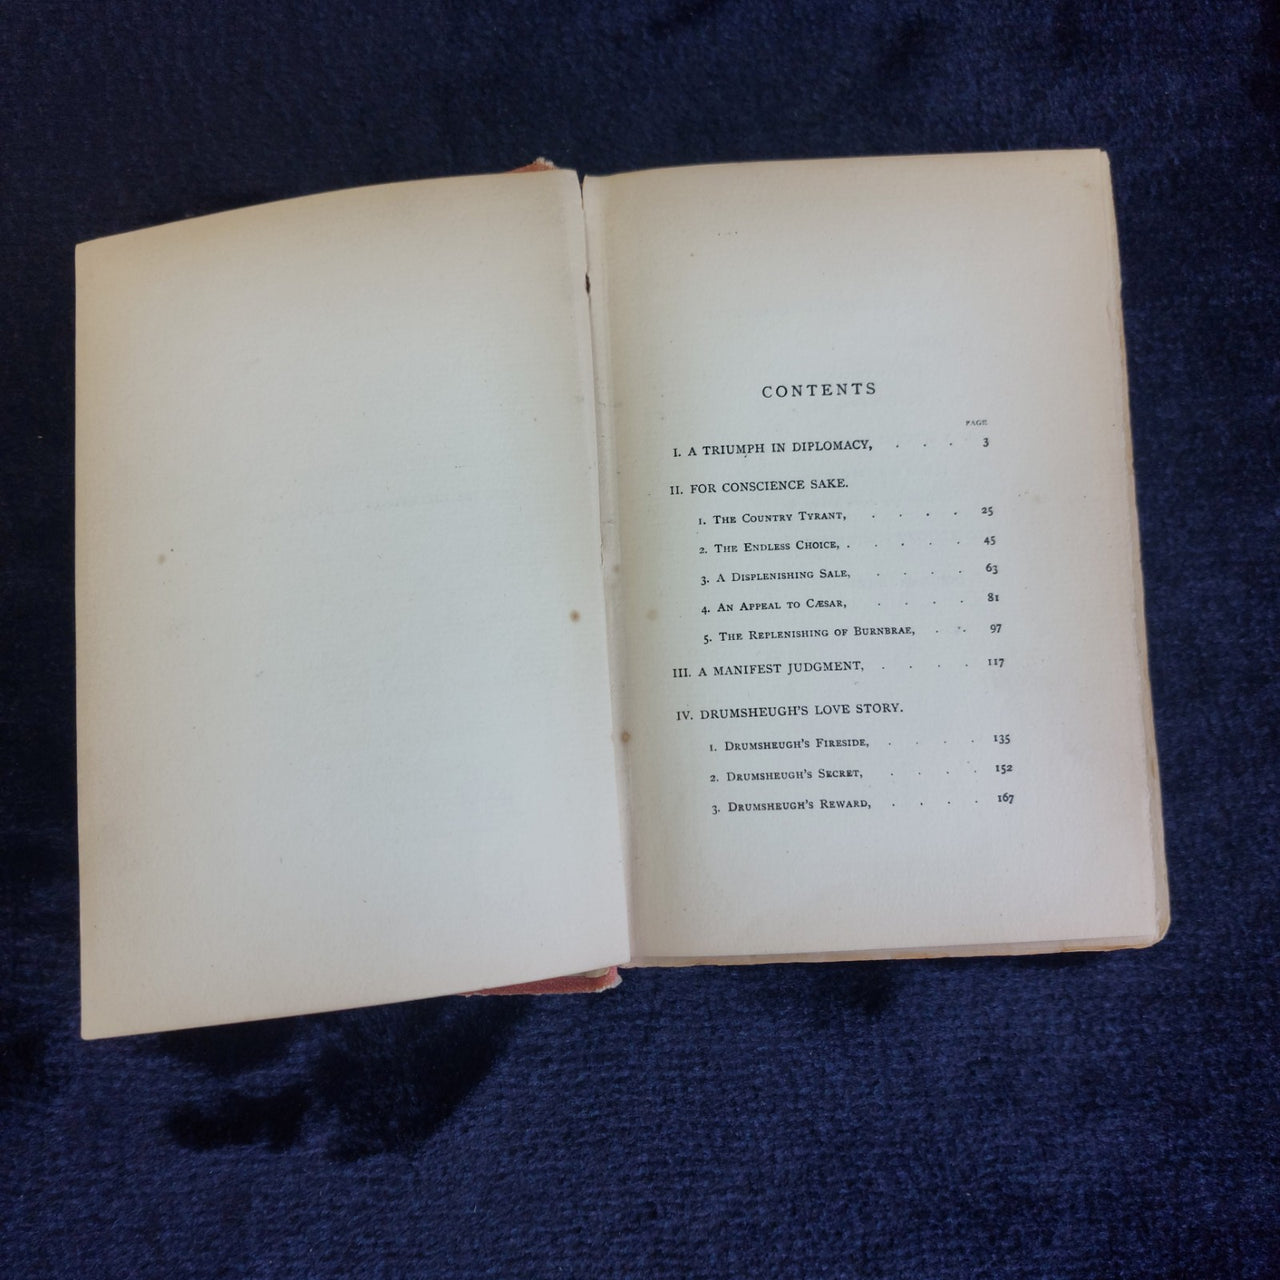 CONTENTS
PAGE
I. A TRIUMPH IN DIPLOMACY, . . . 3
II. FOR CONSCIENCE SAKE.
1. The Country Tyrant, . . . . 25
2. The Endless Choice, . . . . . 45
3. A Displenishing Sale, . . . . 63
4. An Appeal to Cæsar, . . . . 81
5. The Replenishing of Burnbrae, . . 97
III. A MANIFEST JUDGMENT, . . . . 117
IV. DRUMSHEUGH'S LOVE STORY.
1. Drumsheugh's Fireside, . . . . 135
2. Drumsheugh's Secret, . . . . 152
3. Drumsheugh's Reward, . . . . 167